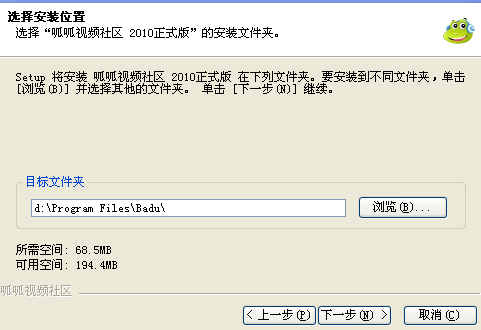 选择安装位置
选择“呱呱视频社区 2010正式版”的安装文件夹。
Setup 将安装 呱呱视频社区 2010正式版 在下列文件夹。要安装到不同文件夹，单击
[浏览(B)] 并选择其他的文件夹。 单击 [下一步(N)] 继续。
目标文件夹
d:\Program Files\Badu\
浏览(B)...
所需空间: 68.5MB
可用空间: 194.4MB
呱呱视频社区
< 上一步(P) 下一步(N) > 取消(C)